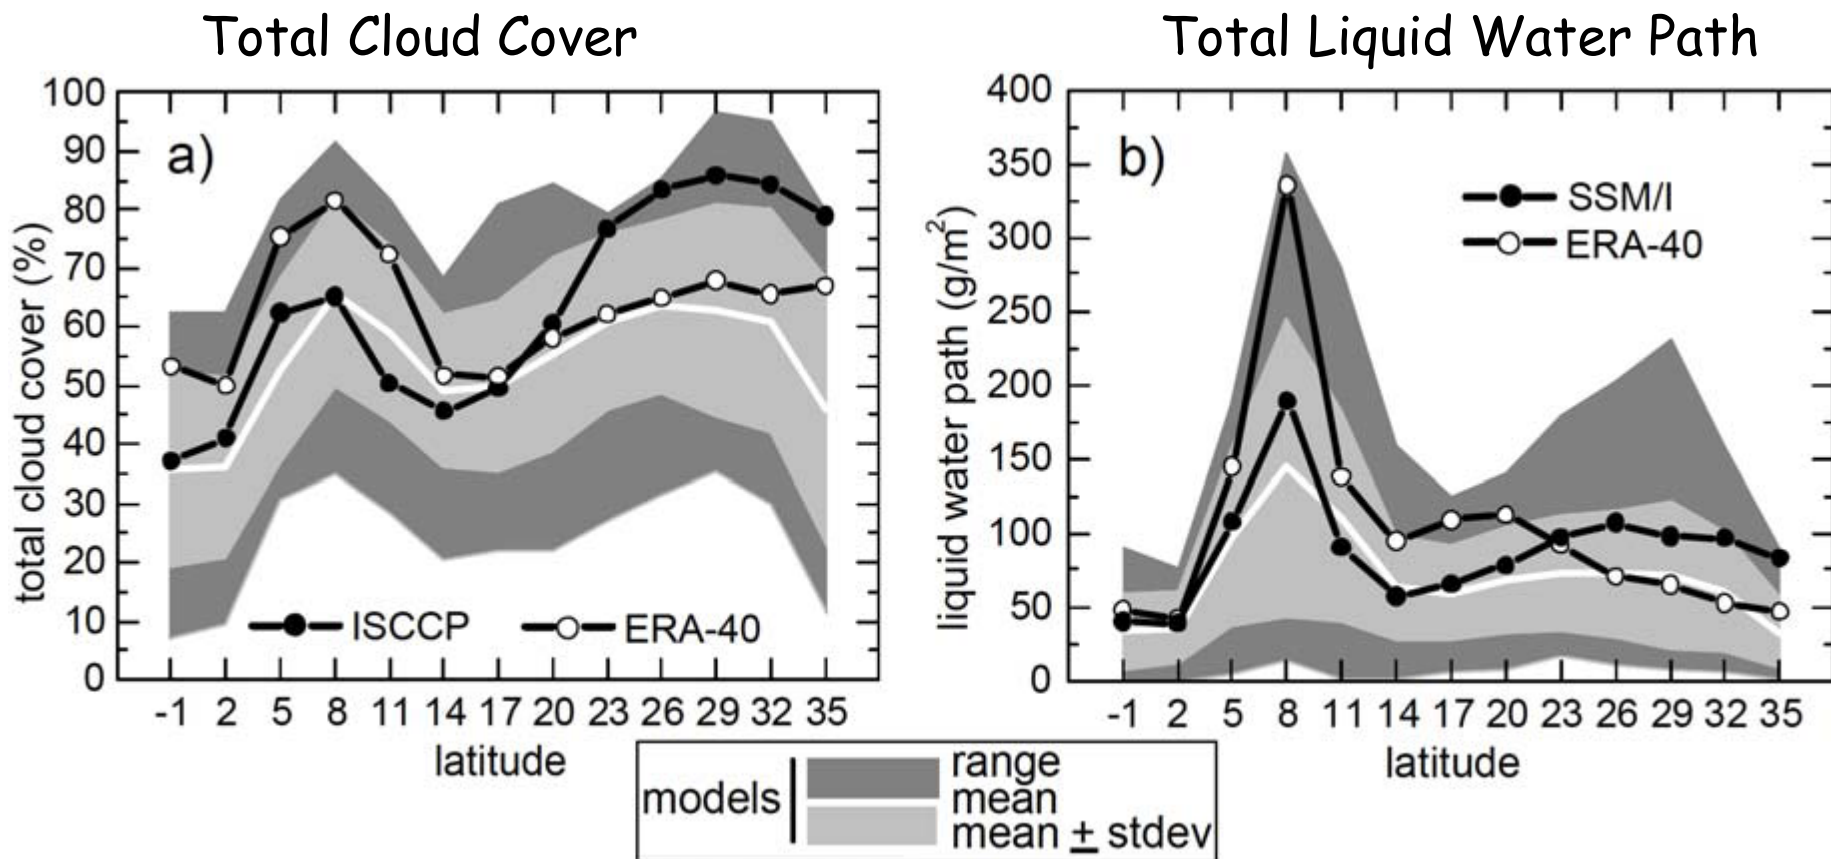 Total Cloud Cover
Total Liquid Water Path
a)
100
90
80
70
60
50
40
30
20
10
0
total cloud cover (%)
ISCCP
ERA-40
-1 2 5 8 11 14 17 20 23 26 29 32 35
latitude
b)
400
350
300
250
200
150
100
50
0
liquid water path (g/m²)
SSM/I
ERA-40
-1 2 5 8 11 14 17 20 23 26 29 32 35
latitude
models
range
mean
mean ± stdev